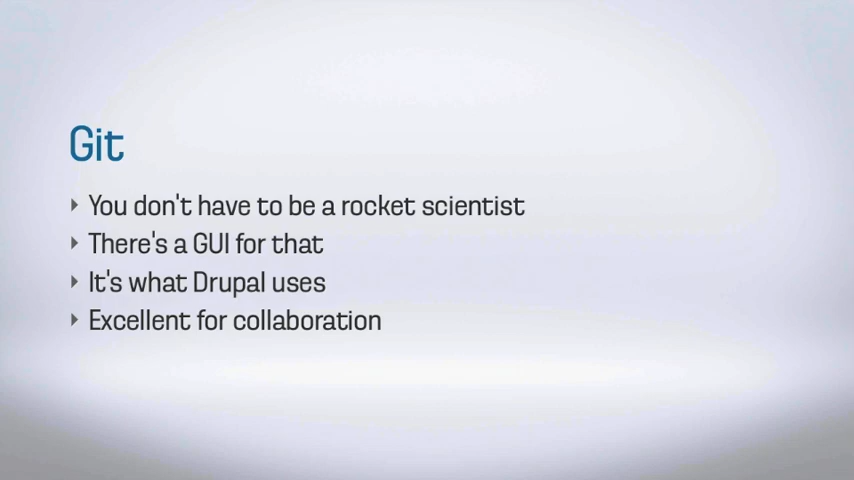 Git
You don't have to be a rocket scientist
There's a GUI for that
It's what Drupal uses
Excellent for collaboration